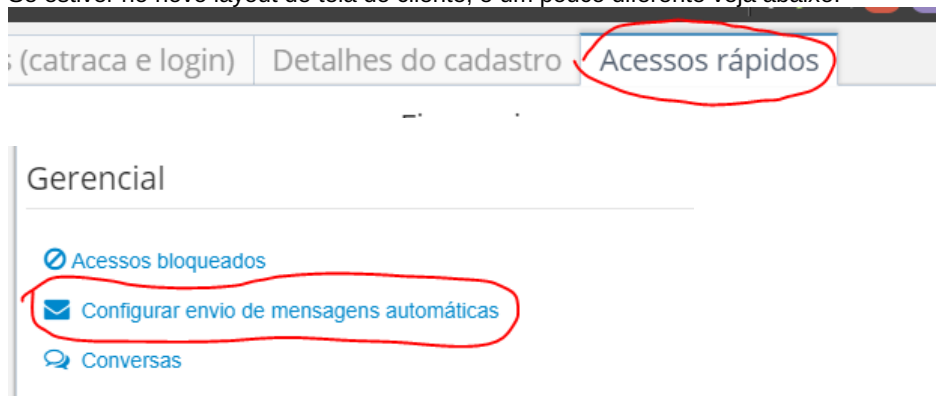 (catraca e login) Detalhes do cadastro Acessos rápidos
Gerencial
Acessos bloqueados
Configurar envio de mensagens automáticas
Conversas